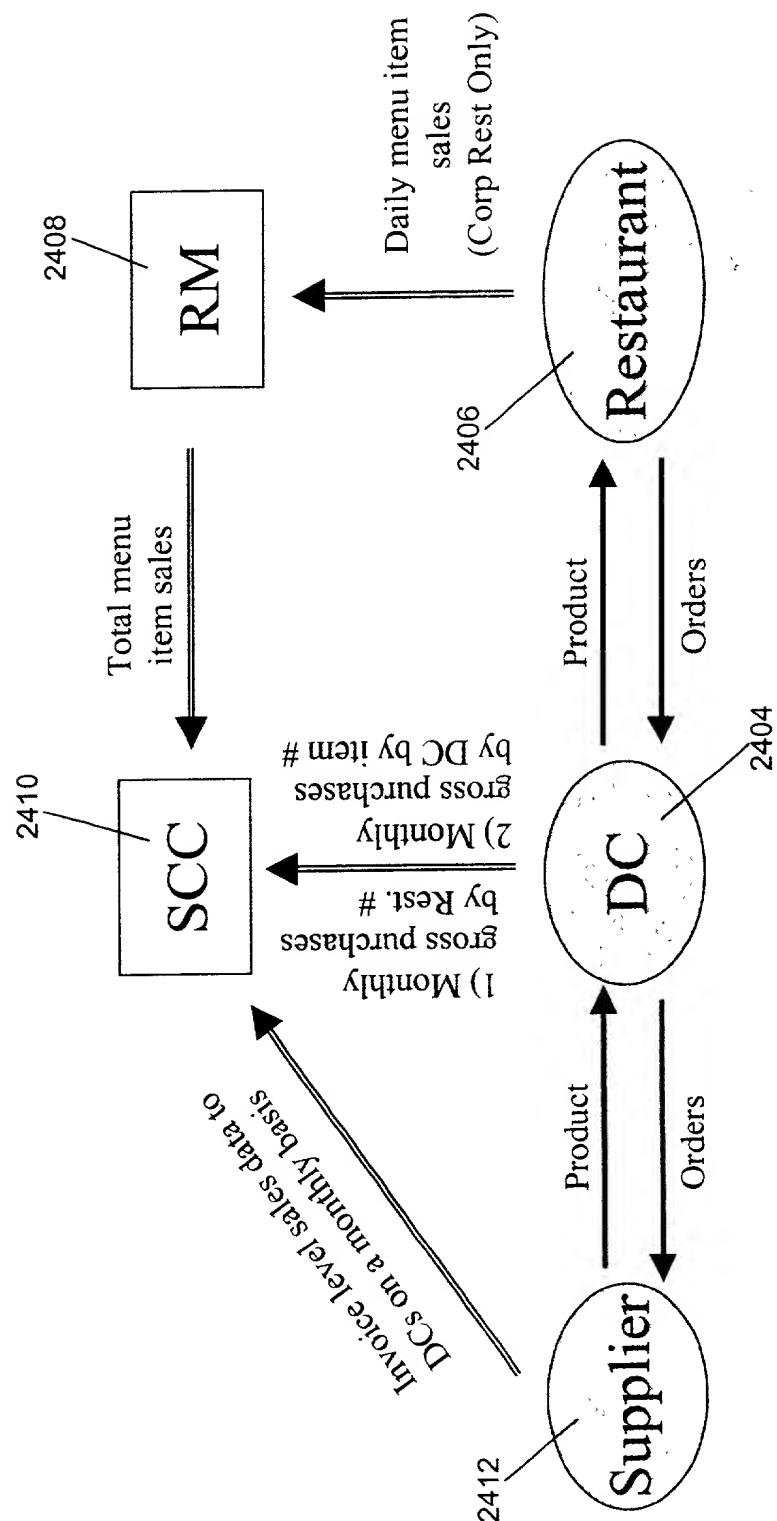 2410
SCC
Total menu
item sales
2408
RM
Invoice level sales data to
DCs on a monthly basis
1) Monthly
gross purchases
by Rest. #
2) Monthly
gross purchases
by DC by item #
Daily menu item
sales
(Corp Rest Only)
2412
Supplier
Product
Orders
DC
2404
Product
Orders
2406
Restaurant